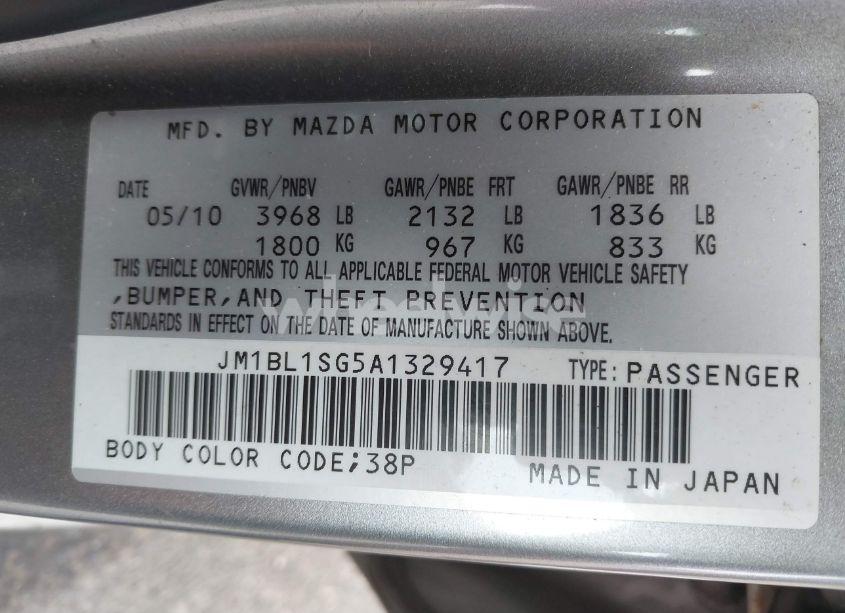 MFD. BY MAZDA MOTOR CORPORATION
DATE GVWR/PNBV GAWR/PNBE FRT GAWR/PNBE RR
05/10 3968 LB 2132 LB 1836 LB
1800 KG 967 KG 833 KG
THIS VEHICLE CONFORMS TO ALL APPLICABLE FEDERAL MOTOR VEHICLE SAFETY
,BUMPER,AND THEFT PREVENTION
wheelwise
STANDARDS IN EFFECT ON THE DATE OF MANUFACTURE SHOWN ABOVE.
JM1BL1SG5A1329417 TYPE: PASSENGER
BODY COLOR CODE;38P
MADE IN JAPAN